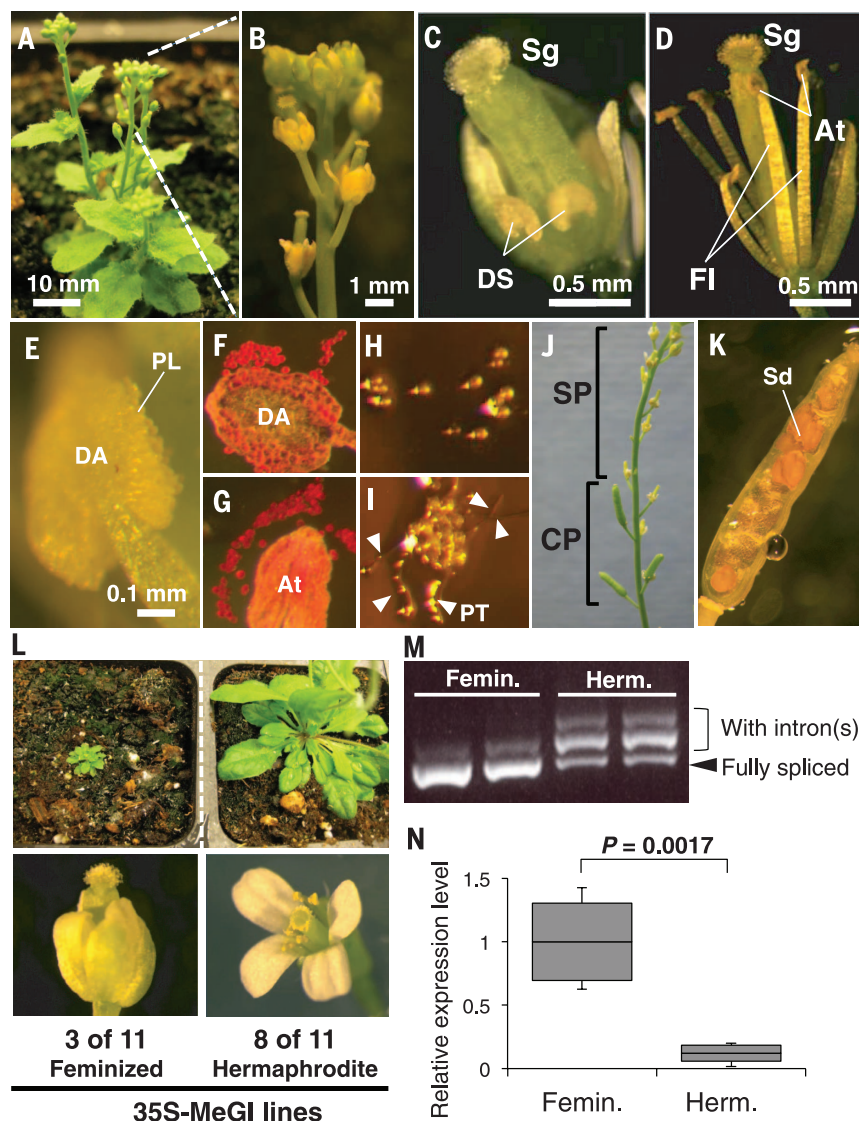 A
10 mm
B
1 mm
C
Sg
DS
0.5 mm
D
Sg
At
Fl
0.5 mm
E
PL
DA
0.1 mm
F
DA
G
At
H
I
PT
J
SP
CP
K
Sd
L
3 of 11
Feminized
8 of 11
Hermaphrodite
35S-MeGI lines
M
Femin.
Herm.
With intron(s)
Fully spliced
N
P = 0.0017
Relative expression level
1.5
1
0.5
0
Femin.
Herm.